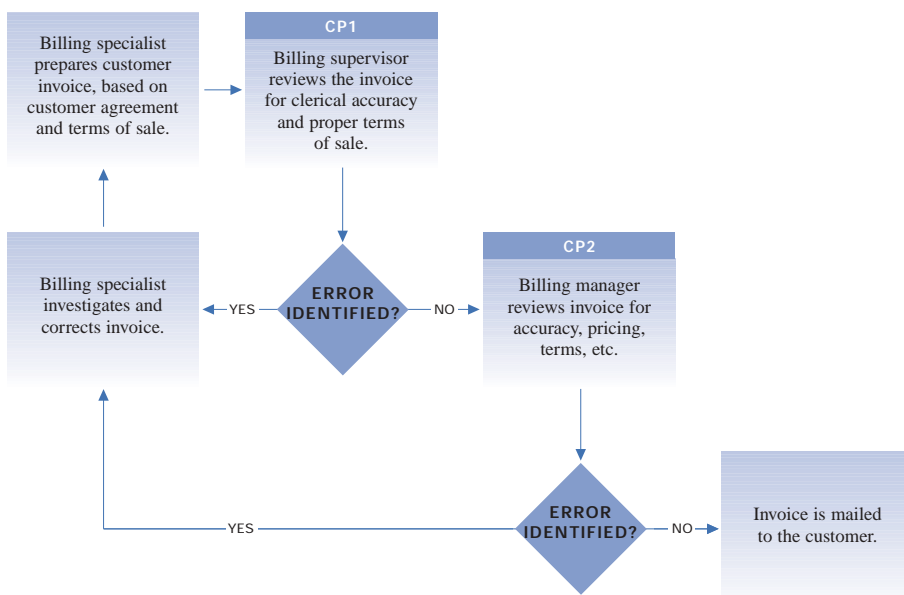 Billing specialist
prepares customer
invoice, based on
customer agreement
and terms of sale.
CP1
Billing supervisor
reviews the invoice
for clerical accuracy
and proper terms
of sale.
Billing specialist
investigates and
corrects invoice.
YES
ERROR
IDENTIFIED?
NO
CP2
Billing manager
reviews invoice for
accuracy, pricing,
terms, etc.
YES
ERROR
IDENTIFIED?
NO
Invoice is mailed
to the customer.